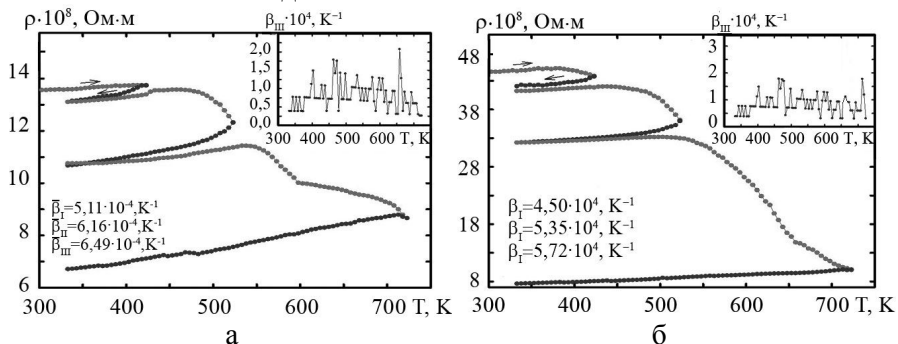 ρ·10⁸, Ом·м
β_III·10⁴, K⁻¹
2,0
1,5
1,0
0,5
0,0
300 400 500 600 T, K
14
12
10
8
6
β̅_I=5,11·10⁻⁴,K⁻¹
β̅_II=6,16·10⁻⁴,K⁻¹
β̅_III=6,49·10⁻⁴,K⁻¹
300 400 500 600 700 T, K
а
ρ·10⁸, Ом·м
β_III·10⁴, K⁻¹
3
2
1
0
300 400 500 600 T, K
48
38
28
18
8
β_I=4,50·10⁴, K⁻¹
β_I=5,35·10⁴, K⁻¹
β_I=5,72·10⁴, K⁻¹
300 400 500 600 700 T, K
б